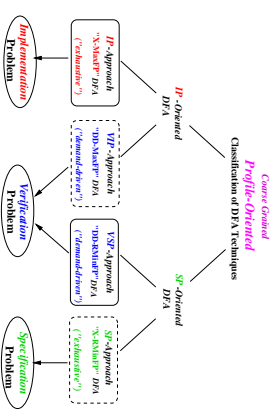 Coarse Grained
Profile-Oriented
Classification of DFA Techniques
IP -Oriented
DFA
SP-Oriented
DFA
IP-Approach
"X-MaxFP" DFA
("exhaustive")
VIP -Approach
"DD-MaxFP" DFA
("demand-driven")
VSP-Approach
"DD-RMinFP"DFA
("demand-driven")
SP-Approach
"X-RMinFP" DFA
("exhaustive")
Implementation
Problem
Verification
Problem
Specification
Problem